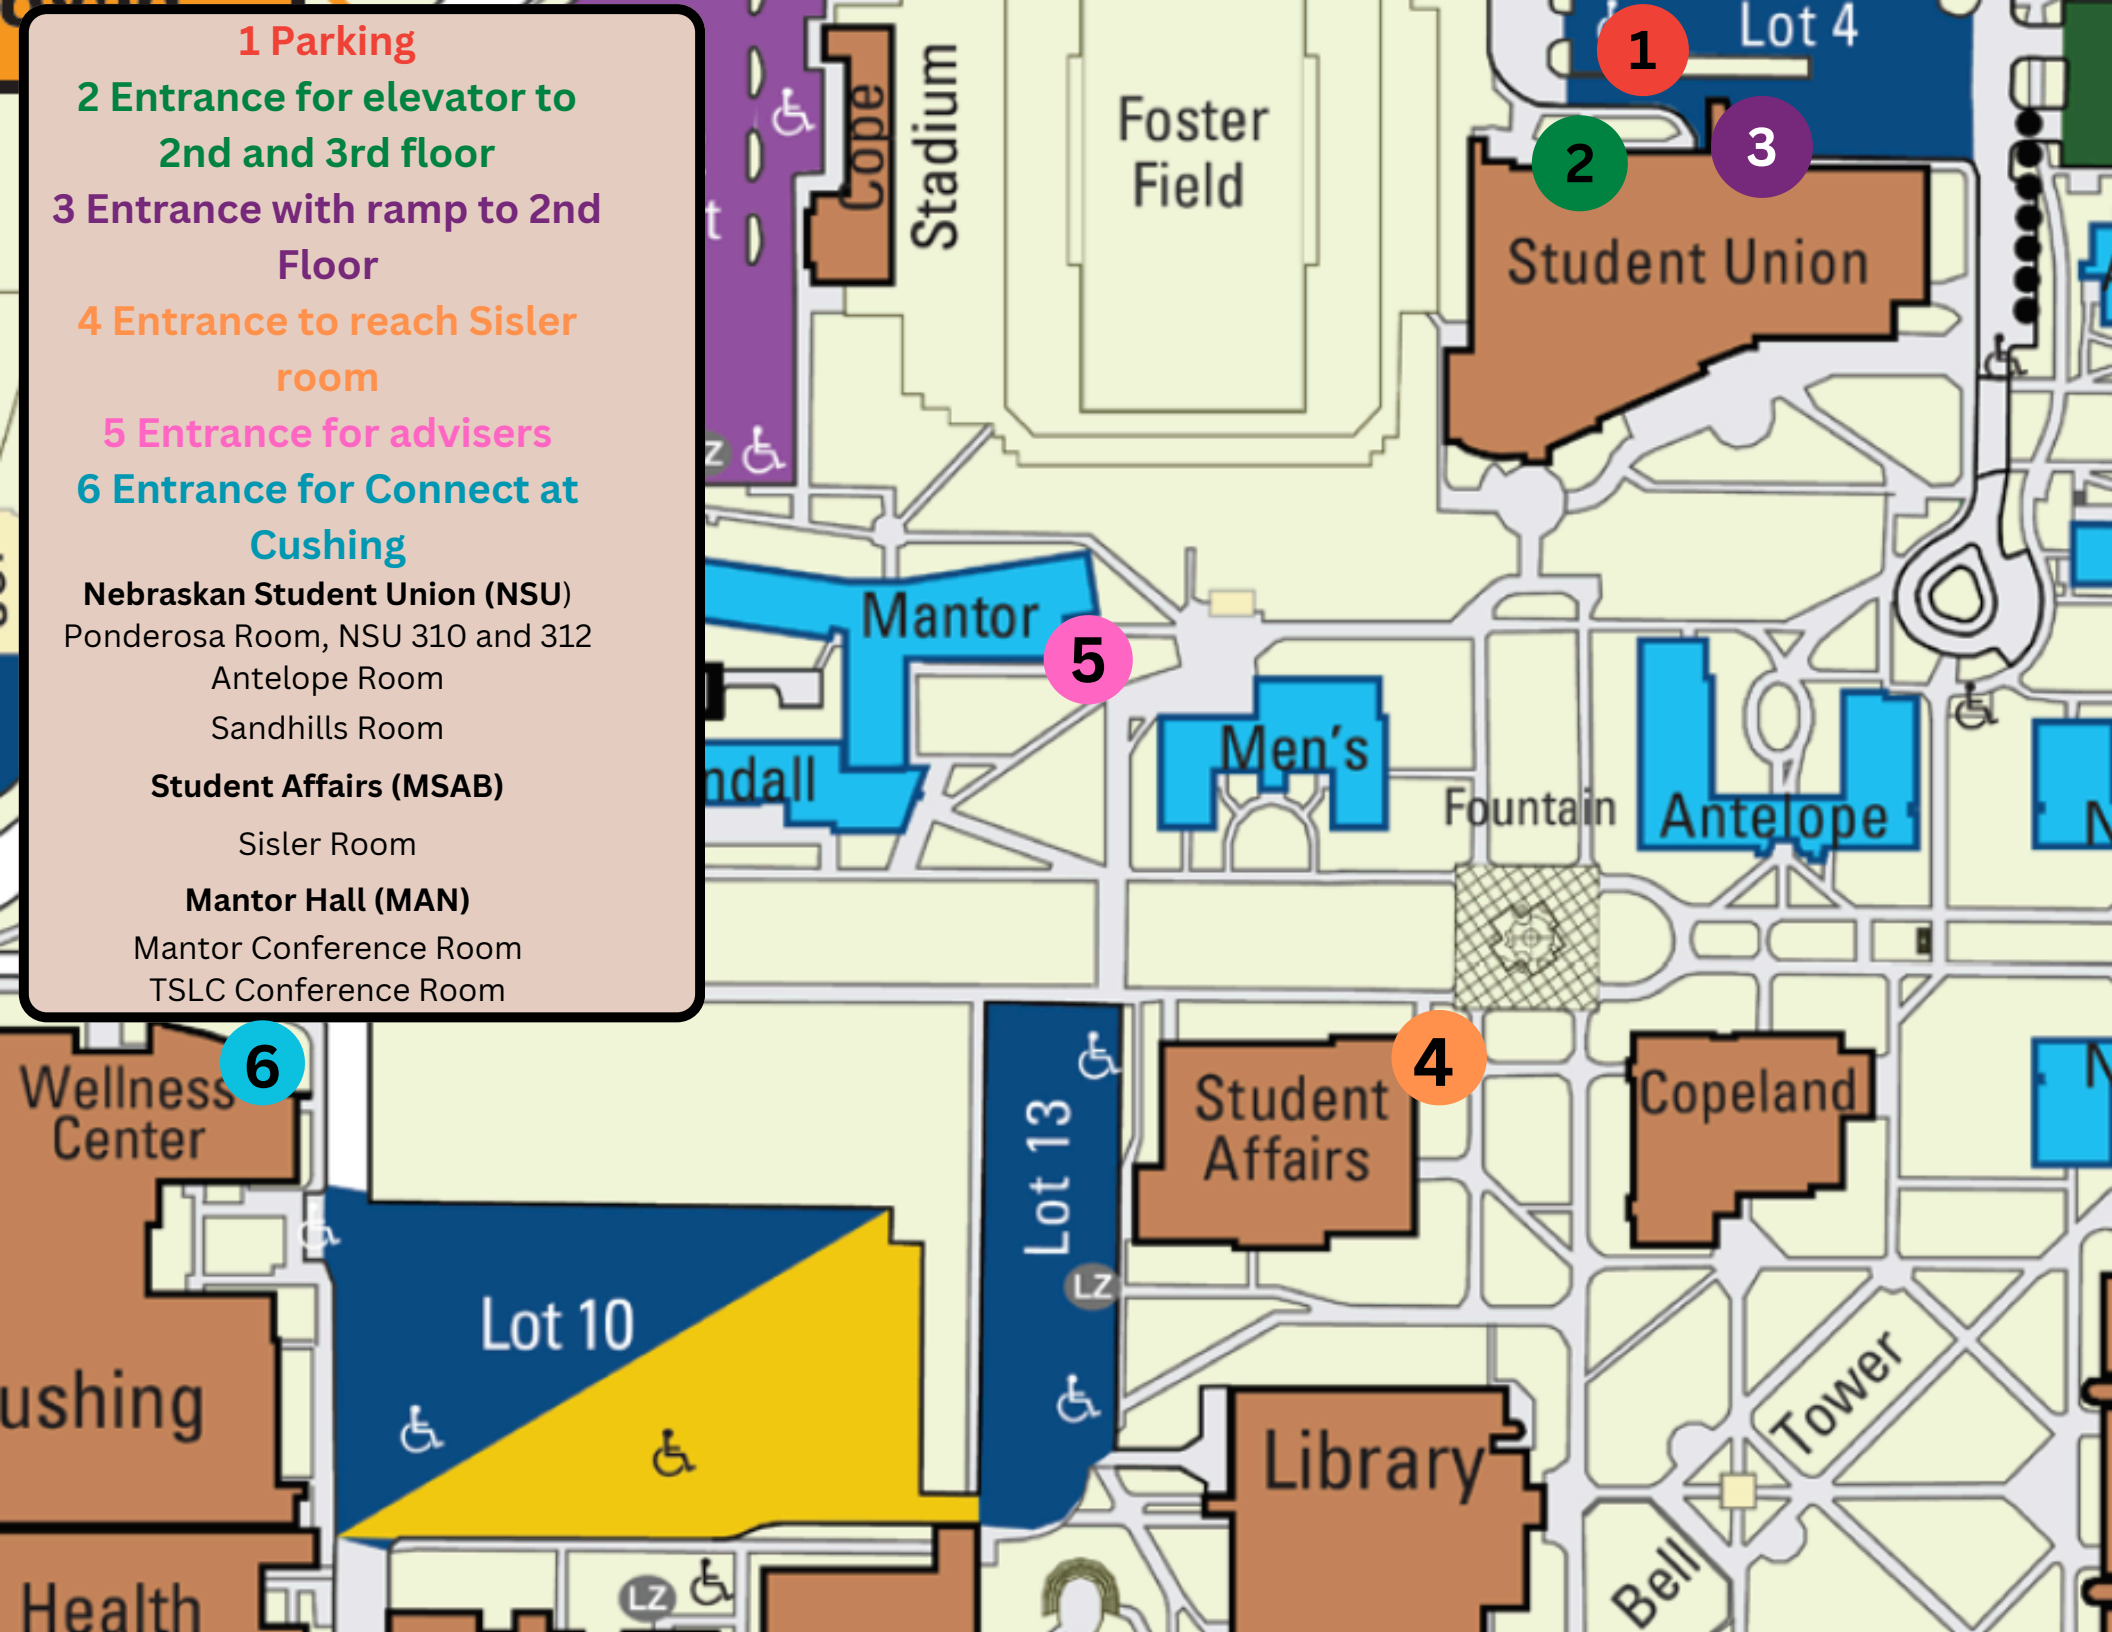 1 Parking
2 Entrance for elevator to
2nd and 3rd floor
3 Entrance with ramp to 2nd
Floor
4 Entrance to reach Sisler
room
5 Entrance for advisers
6 Entrance for Connect at
Cushing
Nebraskan Student Union (NSU)
Ponderosa Room, NSU 310 and 312
Antelope Room
Sandhills Room
Student Affairs (MSAB)
Sisler Room
Mantor Hall (MAN)
Mantor Conference Room
TSLC Conference Room
Cope
Stadium
Foster
Field
Lot 4
1
2
3
Student Union
t
Z
Mantor
5
ndall
Men's
Fountain
Antelope
N
6
Wellness
Center
Lot 13
LZ
4
Student
Affairs
Copeland
N
Lot 10
ushing
Library
Bell
Tower
Health
LZ